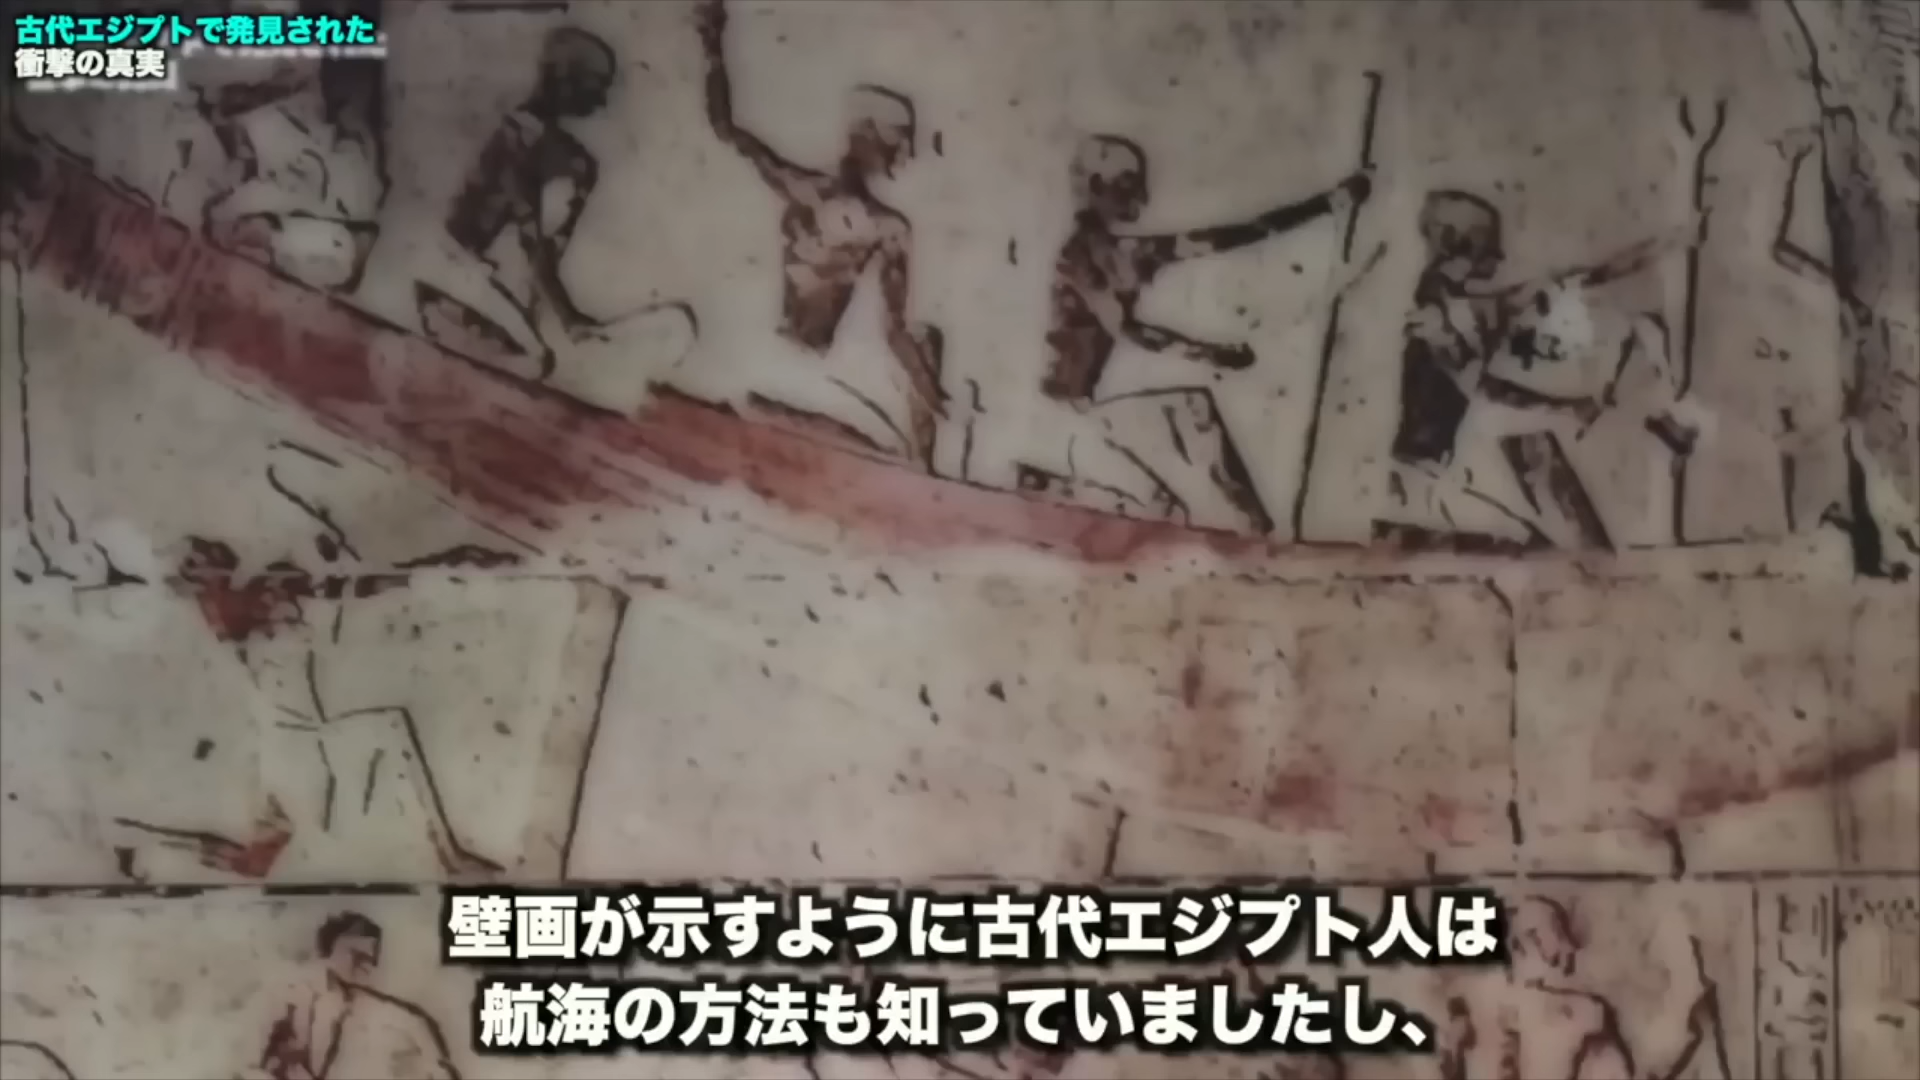 古代エジプトで発見された
衝撃の真実
壁画が示すように古代エジプト人は
航海の方法も知っていましたし、